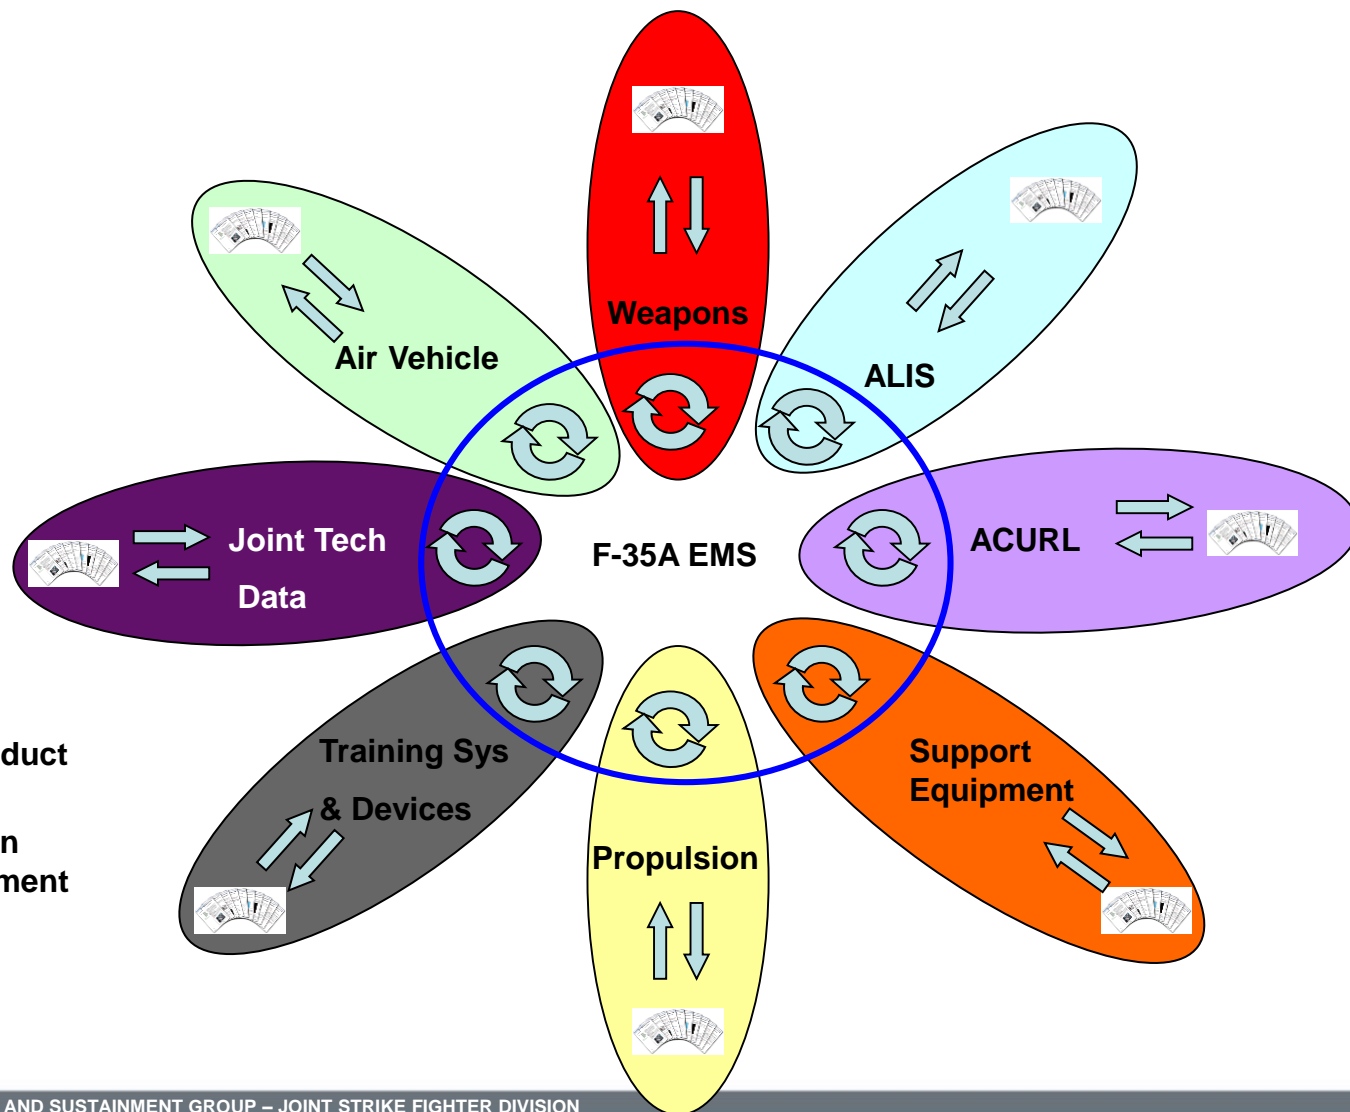 Weapons
Air Vehicle
ALIS
Joint Tech
Data
F-35A EMS
ACURL
Training Sys
& Devices
Support
Equipment
Propulsion
duct
n
ment
AND SUSTAINMENT GROUP – JOINT STRIKE FIGHTER DIVISION